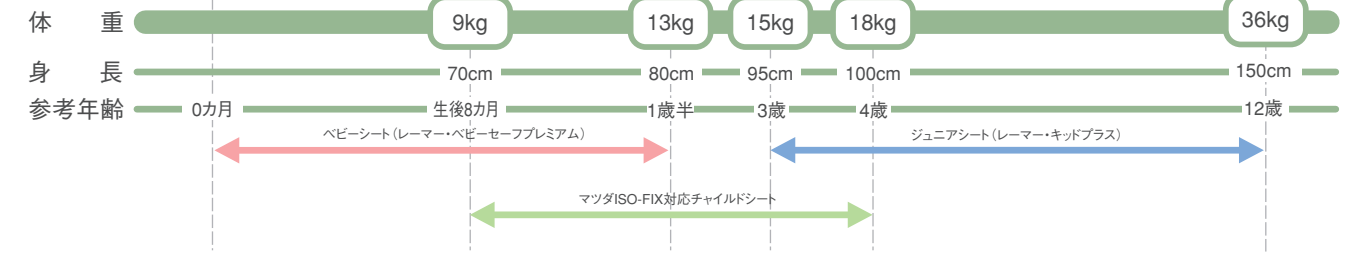 体 重 9kg 13kg 15kg 18kg 36kg
身 長 70cm 80cm 95cm 100cm 150cm
参考年齢 0カ月 生後8カ月 1歳半 3歳 4歳 12歳
ベビーシート（レーマー・ベビーセーフプレミアム） ジュニアシート（レーマー・キッドプラス）
マツダISO-FIX対応チャイルドシート